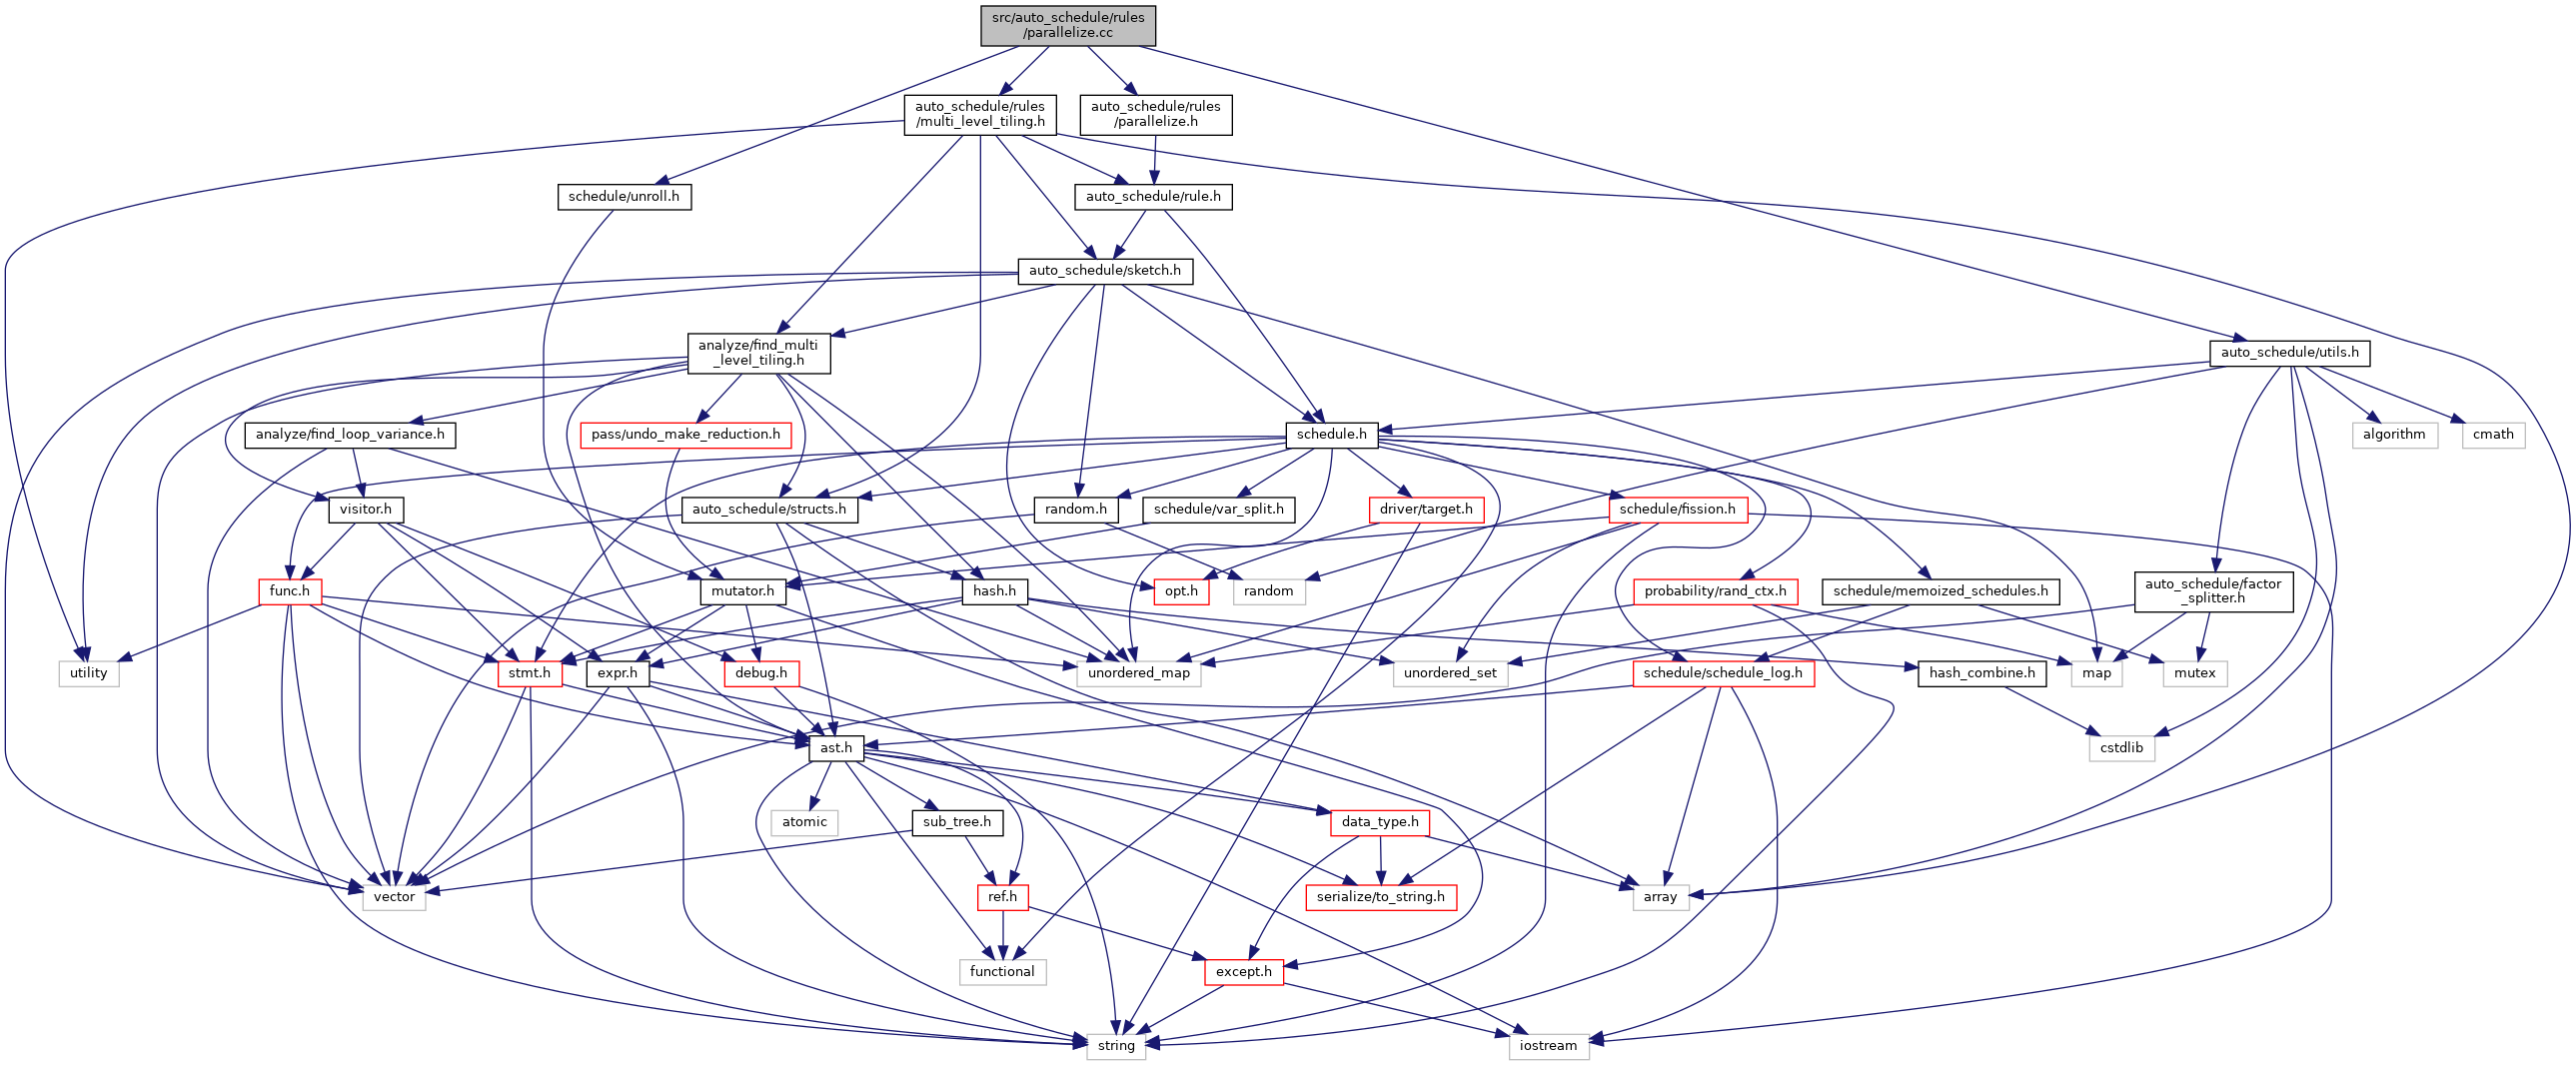 src/auto_schedule/rules
/parallelize.cc
auto_schedule/rules
/multi_level_tiling.h
auto_schedule/rules
/parallelize.h
schedule/unroll.h
auto_schedule/rule.h
auto_schedule/sketch.h
analyze/find_multi
_level_tiling.h
auto_schedule/utils.h
analyze/find_loop_variance.h
pass/undo_make_reduction.h
schedule.h
algorithm
cmath
visitor.h
auto_schedule/structs.h
random.h
schedule/var_split.h
driver/target.h
schedule/fission.h
func.h
mutator.h
hash.h
opt.h
random
probability/rand_ctx.h
schedule/memoized_schedules.h
auto_schedule/factor
_splitter.h
utility
stmt.h
expr.h
debug.h
unordered_map
unordered_set
schedule/schedule_log.h
hash_combine.h
map
mutex
ast.h
cstdlib
atomic
sub_tree.h
data_type.h
vector
ref.h
serialize/to_string.h
array
functional
except.h
string
iostream